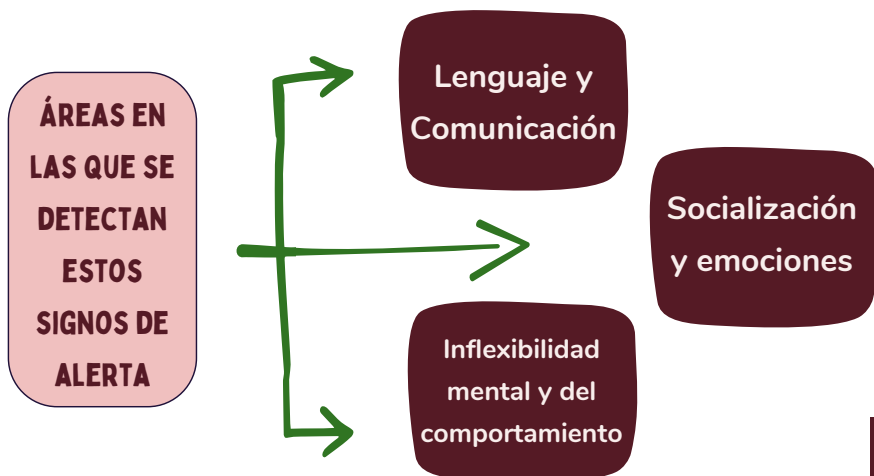 ÁREAS EN
LAS QUE SE
DETECTAN
ESTOS
SIGNOS DE
ALERTA
Lenguaje y
Comunicación
Socialización
y emociones
Inflexibilidad
mental y del
comportamiento